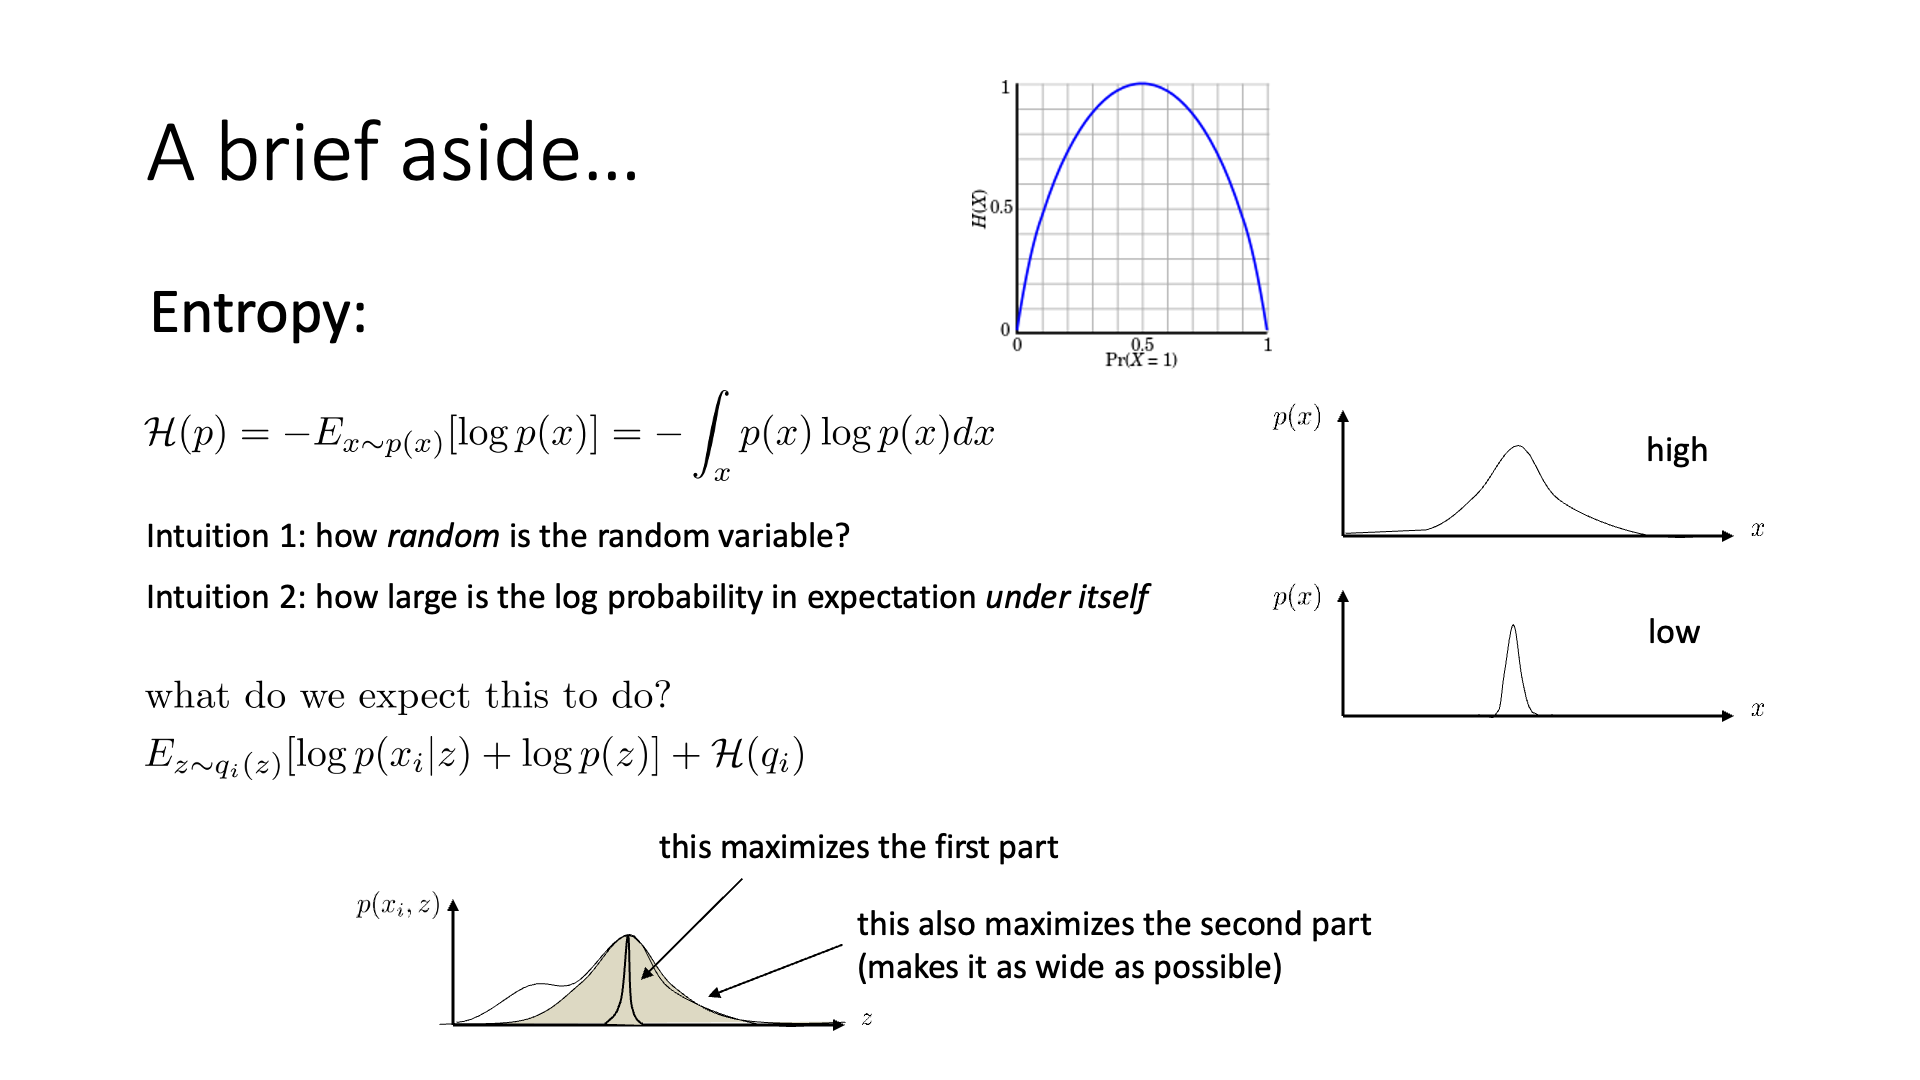 A brief aside…
1
H(X)
0.5
0
0 0.5 1
Pr(X = 1)
Entropy:
$\mathcal{H}(p) = -E_{x \sim p(x)}[\log p(x)] = -\int_x p(x) \log p(x) dx$
p(x)
high
x
Intuition 1: how random is the random variable?
Intuition 2: how large is the log probability in expectation under itself
p(x)
low
x
what do we expect this to do?
$E_{z \sim q_i(z)}[\log p(x_i|z) + \log p(z)] + \mathcal{H}(q_i)$
this maximizes the first part
$p(x_i, z)$
this also maximizes the second part
(makes it as wide as possible)
z